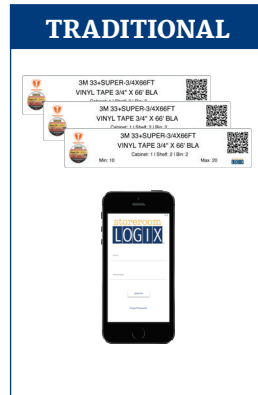 TRADITIONAL
3M 33+SUPER-3/4X66FT
VINYL TAPE 3/4" X 66' BLA
3M 33+SUPER-3/4X66FT
VINYL TAPE 3/4" X 66' BLA
3M 33+SUPER-3/4X66FT
VINYL TAPE 3/4" X 66' BLA
Cabinet: 1 | Shelf: 2 | Bin: 2
Min: 10 Max: 20
storeroom
LOGIX